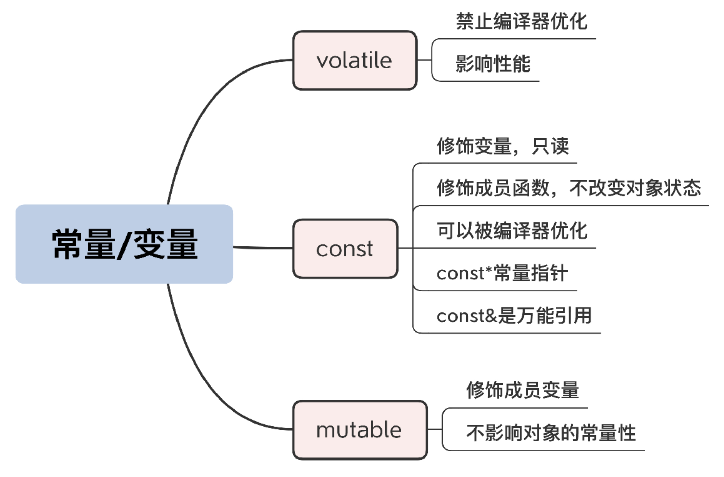 常量/变量
volatile
禁止编译器优化
影响性能
const
修饰变量，只读
修饰成员函数，不改变对象状态
可以被编译器优化
const*常量指针
const&是万能引用
mutable
修饰成员变量
不影响对象的常量性